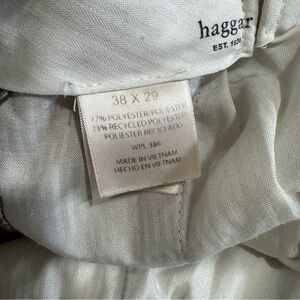 haggar
EST. 1926
38 X 29
77% POLYESTER/POLIESTER
23% RECYCLED POLYESTER/
POLIESTER RECICLADO
WPL 386
MADE IN VIETNAM
HECHO EN VIETNAM